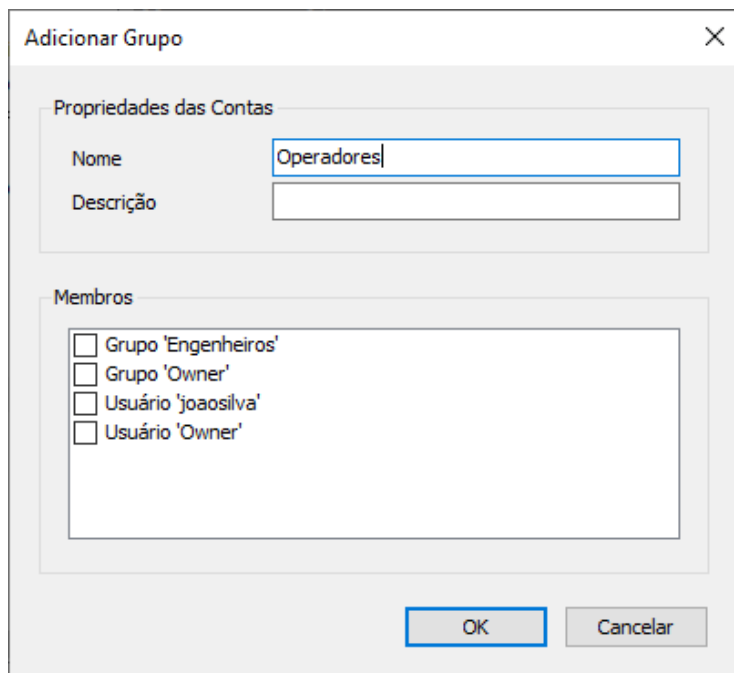 Adicionar Grupo
Propriedades das Contas
Nome
Operadores
Descrição
Membros
Grupo 'Engenheiros'
Grupo 'Owner'
Usuário 'joaosilva'
Usuário 'Owner'
OK
Cancelar